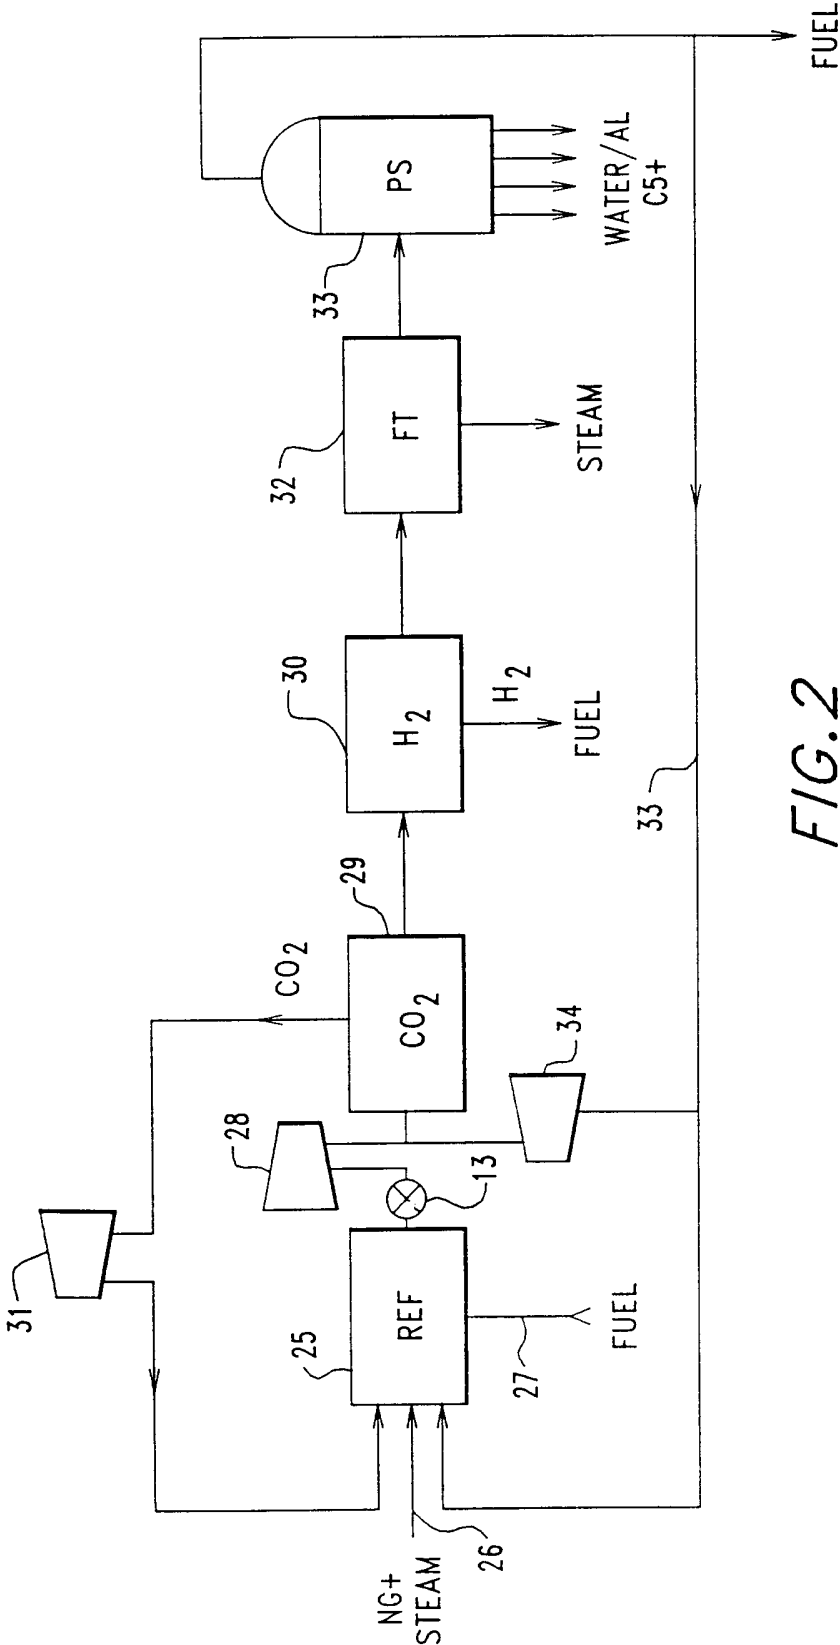 31
CO2
28
29
30
32
33
25
NG+
STEAM
26
REF
13
CO2
H2
FT
PS
27
FUEL
34
H2
FUEL
STEAM
WATER/AL
C5+
33
FUEL
FIG.2